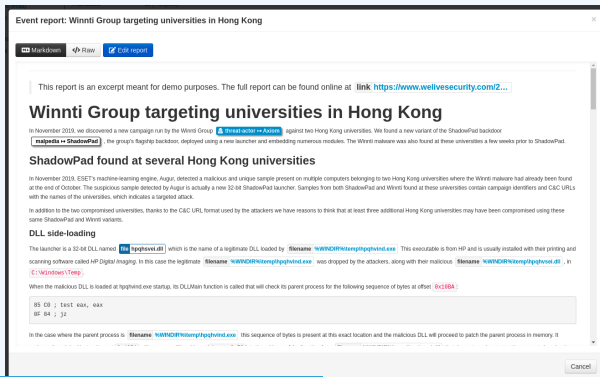 Event report: Winnti Group targeting universities in Hong Kong
×
Markdown Raw Edit report
This report is an excerpt meant for demo purposes. The full report can be found online at link https://www.welivesecurity.com/2…
Winnti Group targeting universities in Hong Kong
In November 2019, we discovered a new campaign run by the Winnti Group threat-actor ↦ Axiom against two Hong Kong universities. We found a new variant of the ShadowPad backdoor
malpedia ↦ ShadowPad , the group's flagship backdoor, deployed using a new launcher and embedding numerous modules. The Winnti malware was also found at these universities a few weeks prior to ShadowPad.
ShadowPad found at several Hong Kong universities
In November 2019, ESET's machine-learning engine, Augur, detected a malicious and unique sample present on multiple computers belonging to two Hong Kong universities where the Winnti malware had already been found
at the end of October. The suspicious sample detected by Augur is actually a new 32-bit ShadowPad launcher. Samples from both ShadowPad and Winnti found at these universities contain campaign identifiers and C&C URLs
with the names of the universities, which indicates a targeted attack.
In addition to the two compromised universities, thanks to the C&C URL format used by the attackers we have reasons to think that at least three additional Hong Kong universities may have been compromised using these
same ShadowPad and Winnti variants.
DLL side-loading
The launcher is a 32-bit DLL named file hpqhsvei.dll which is the name of a legitimate DLL loaded by filename %WINDIR%\temp\hpqhvind.exe This executable is from HP and is usually installed with their printing and
scanning software called HP Digital Imaging. In this case the legitimate filename %WINDIR%\temp\hpqhvind.exe was dropped by the attackers, along with their malicious filename %WINDIR%\temp\hpqhvsei.dll , in
C:\Windows\Temp .
When the malicious DLL is loaded at hpqhvind.exe startup, its DLLMain function is called that will check its parent process for the following sequence of bytes at offset 0x10BA :
85 C0 ; test eax, eax
0F 84 ; jz
In the case where the parent process is filename %WINDIR%\temp\hpqhvind.exe this sequence of bytes is present at this exact location and the malicious DLL will proceed to patch the parent process in memory. It
Cancel